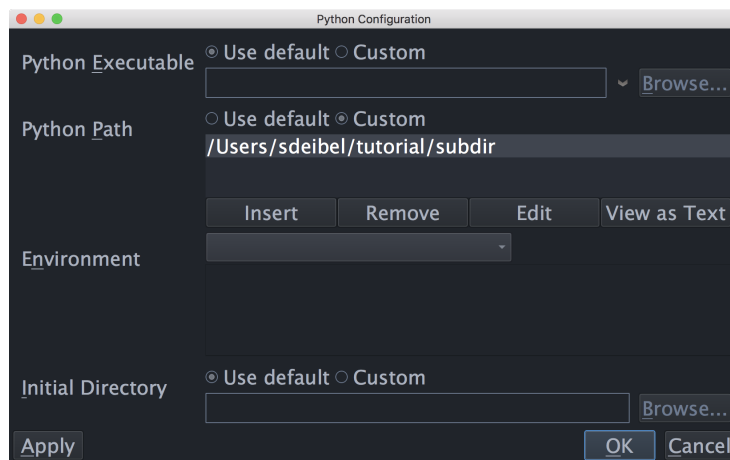 Python Configuration
Python Executable
Use default Custom
Browse...
Python Path
Use default Custom
/Users/sdeibel/tutorial/subdir
Insert Remove Edit View as Text
Environment
Initial Directory
Use default Custom
Browse...
Apply OK Cancel